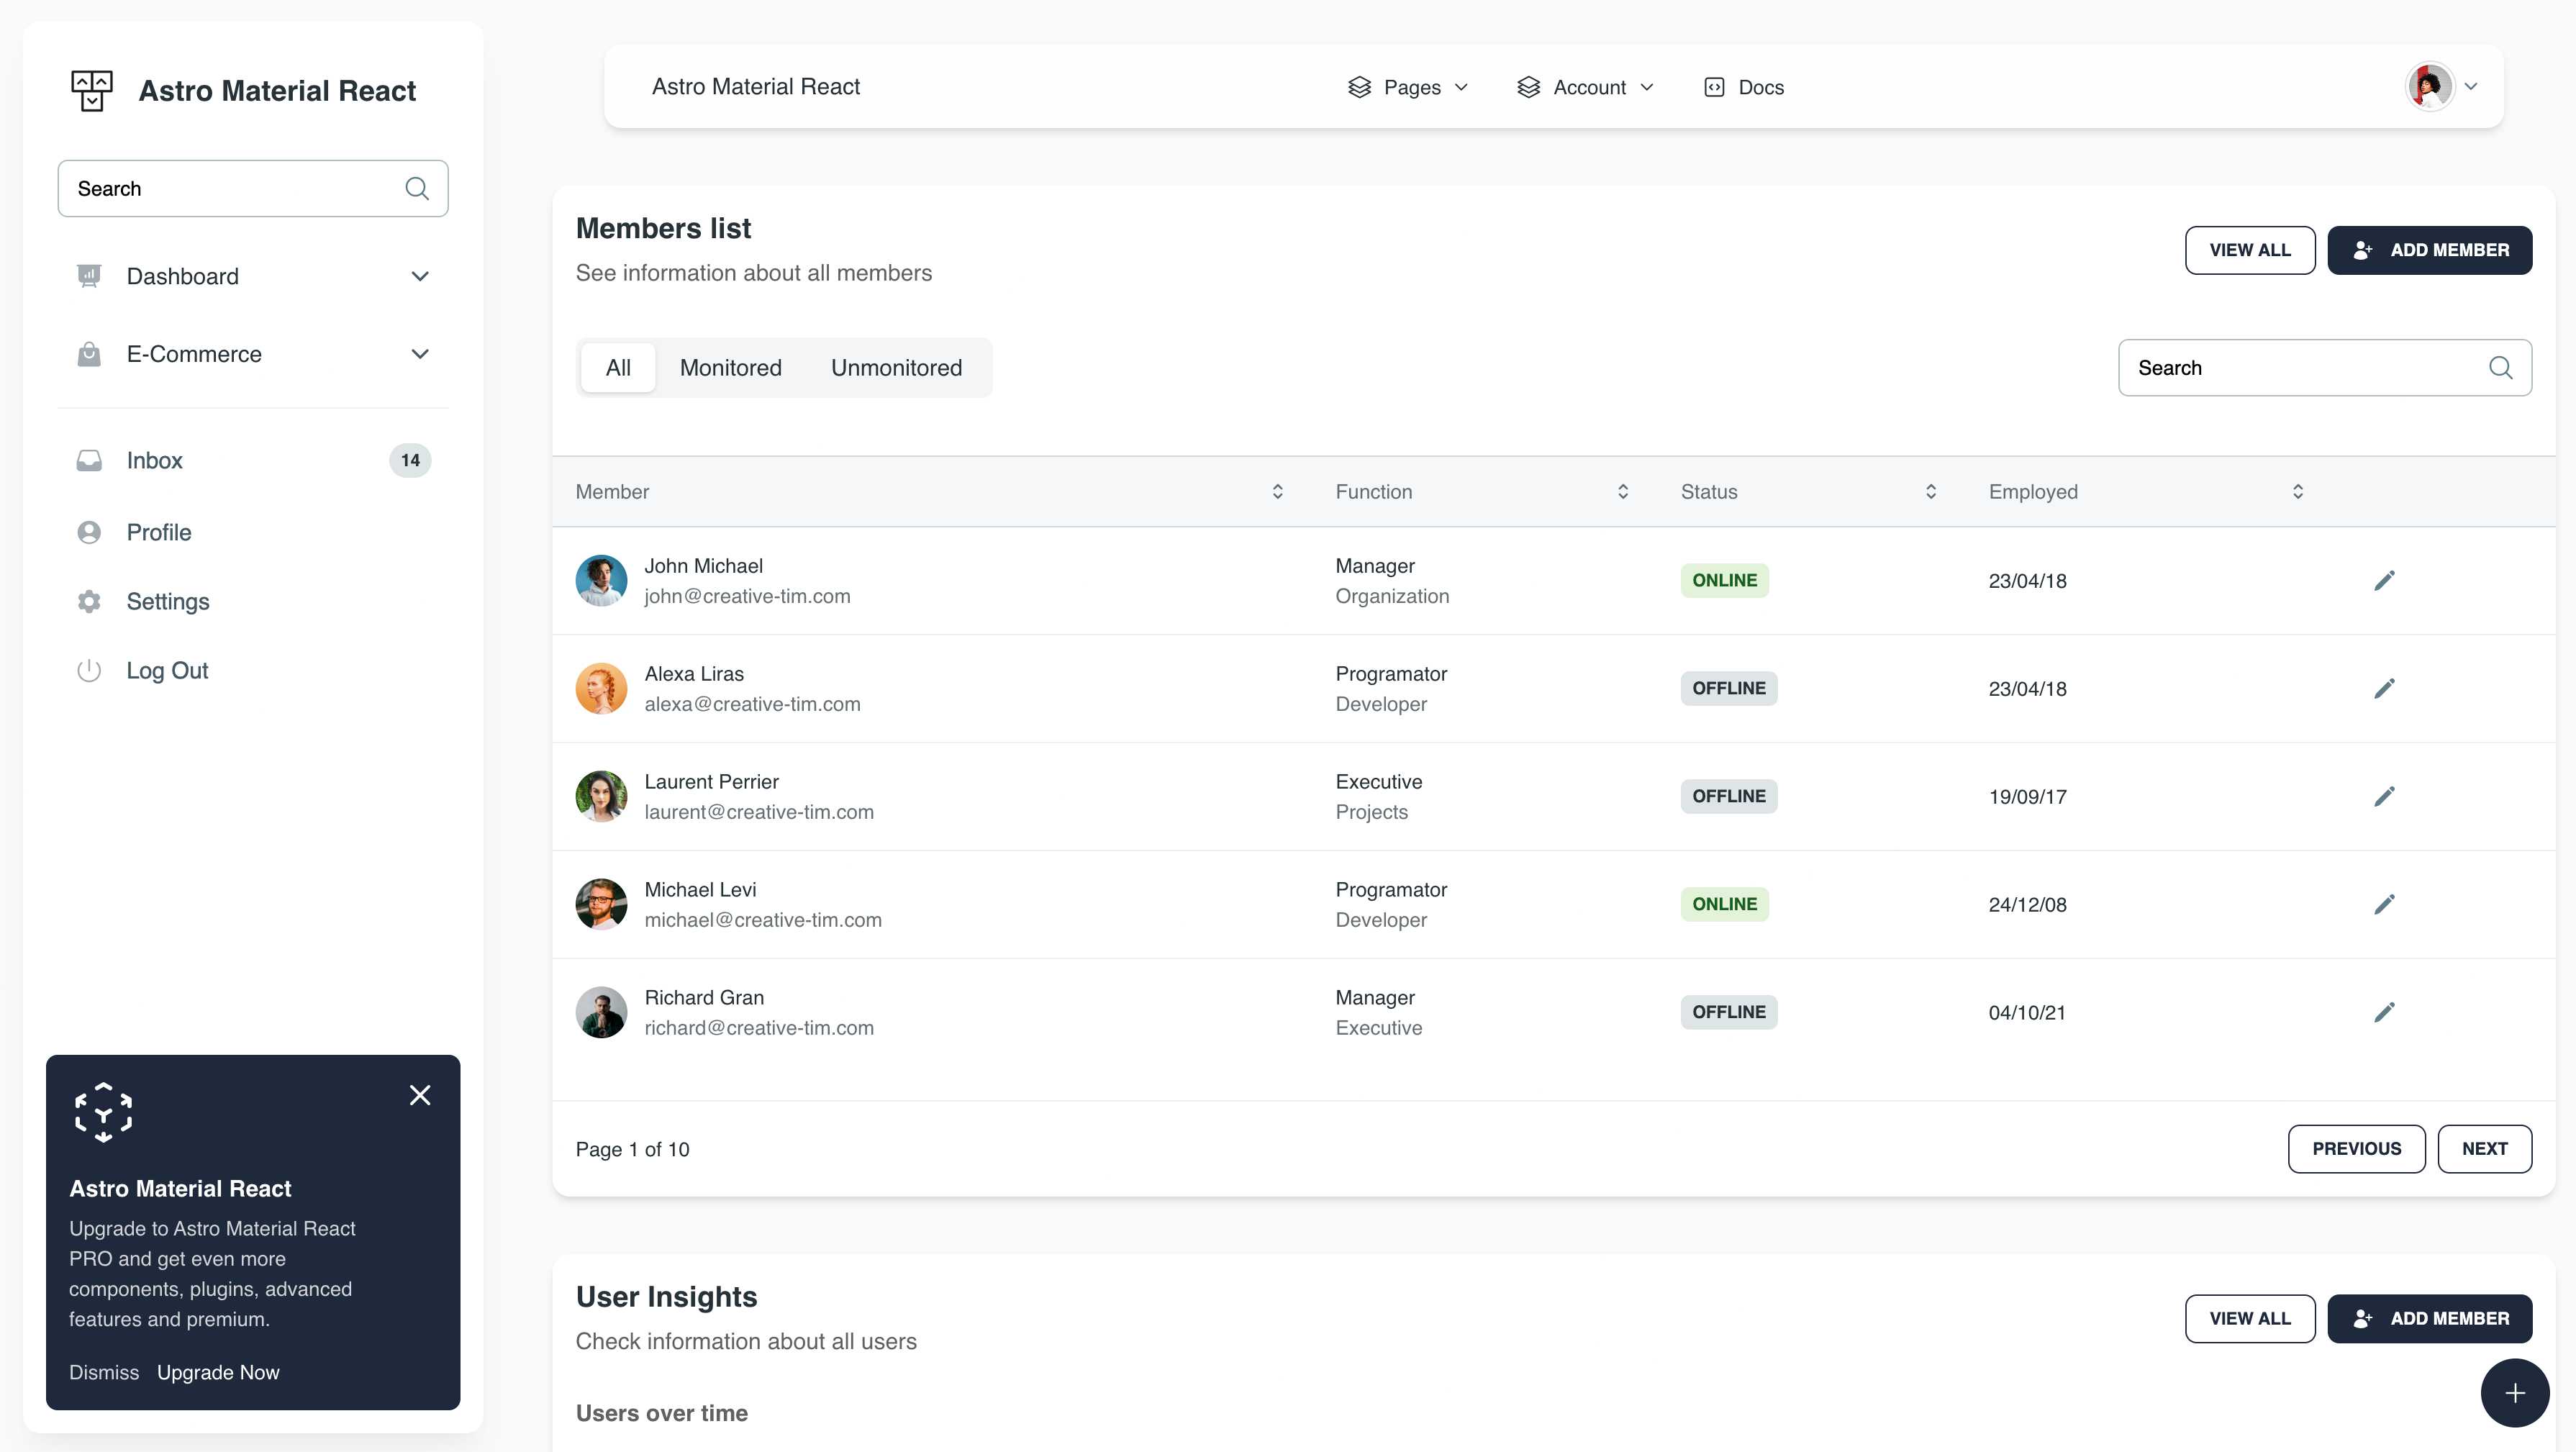 Astro Material React
Search
Dashboard
E-Commerce
Inbox 14
Profile
Settings
Log Out
Astro Material React
Upgrade to Astro Material React
PRO and get even more
components, plugins, advanced
features and premium.
Dismiss Upgrade Now
Astro Material React Pages Account Docs
Members list
See information about all members
VIEW ALL ADD MEMBER
All Monitored Unmonitored
Search
Member Function Status Employed
John Michael
john@creative-tim.com
Manager
Organization
ONLINE
23/04/18
Alexa Liras
alexa@creative-tim.com
Programator
Developer
OFFLINE
23/04/18
Laurent Perrier
laurent@creative-tim.com
Executive
Projects
OFFLINE
19/09/17
Michael Levi
michael@creative-tim.com
Programator
Developer
ONLINE
24/12/08
Richard Gran
richard@creative-tim.com
Manager
Executive
OFFLINE
04/10/21
Page 1 of 10
PREVIOUS NEXT
User Insights
Check information about all users
VIEW ALL ADD MEMBER
Users over time